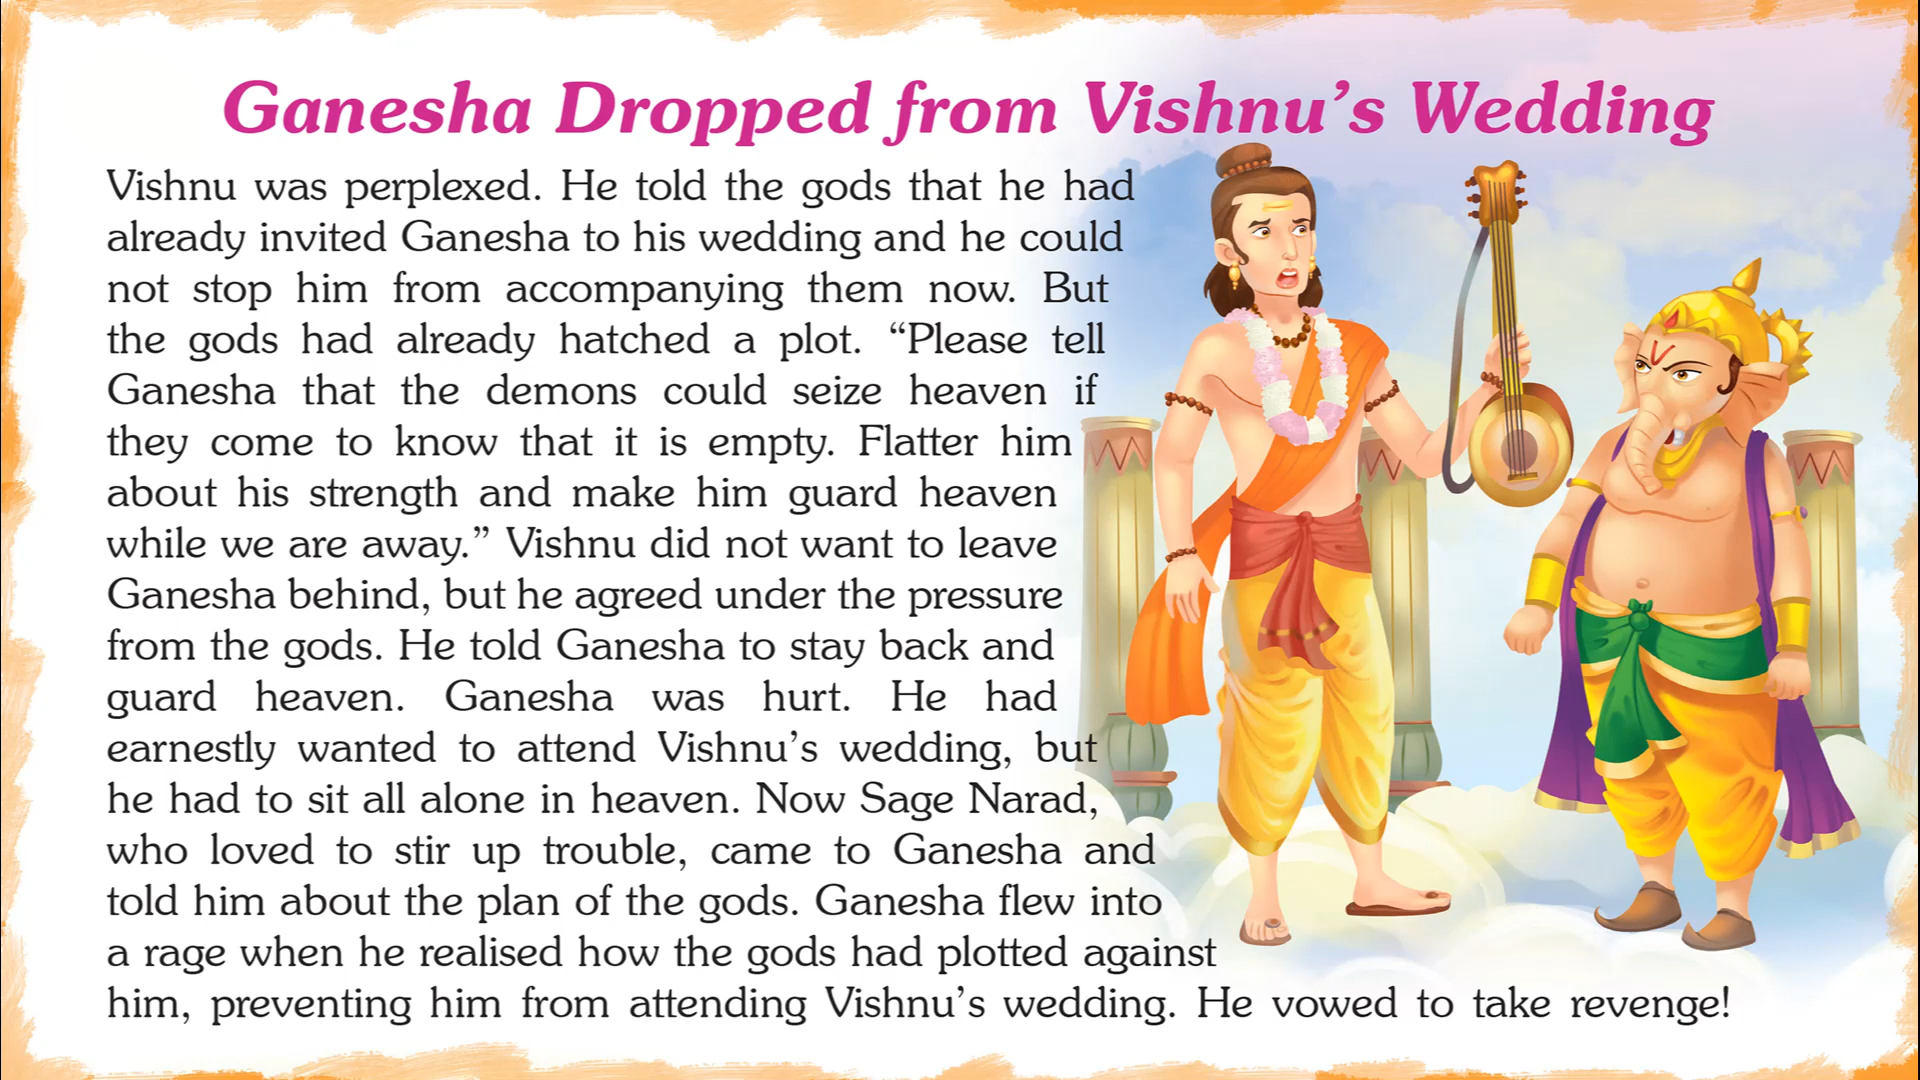 Ganesha Dropped from Vishnu’s Wedding
Vishnu was perplexed. He told the gods that he had
already invited Ganesha to his wedding and he could
not stop him from accompanying them now. But
the gods had already hatched a plot. “Please tell
Ganesha that the demons could seize heaven if
they come to know that it is empty. Flatter him
about his strength and make him guard heaven
while we are away.” Vishnu did not want to leave
Ganesha behind, but he agreed under the pressure
from the gods. He told Ganesha to stay back and
guard heaven. Ganesha was hurt. He had
earnestly wanted to attend Vishnu’s wedding, but
he had to sit all alone in heaven. Now Sage Narad,
who loved to stir up trouble, came to Ganesha and
told him about the plan of the gods. Ganesha flew into
a rage when he realised how the gods had plotted against
him, preventing him from attending Vishnu’s wedding. He vowed to take revenge!